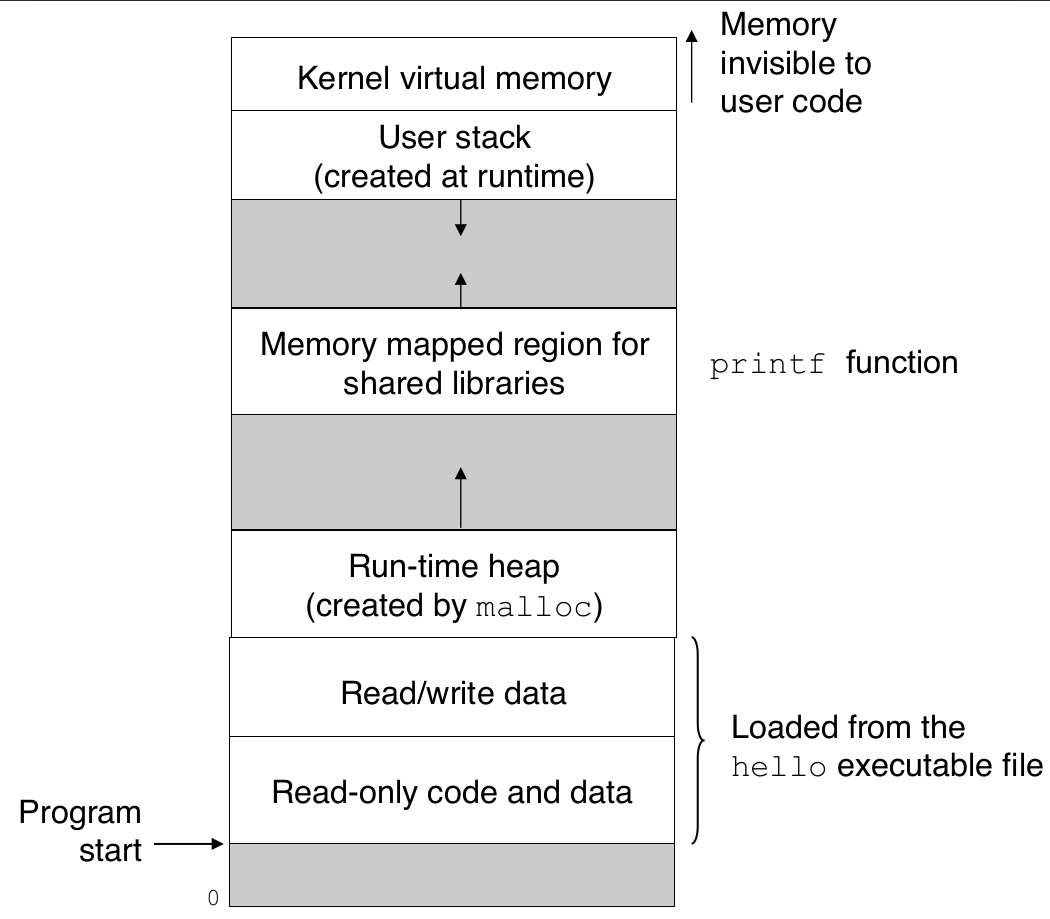 Memory
invisible to
user code
Kernel virtual memory
User stack
(created at runtime)
Memory mapped region for
shared libraries
printf function
Run-time heap
(created by malloc)
Read/write data
Loaded from the
hello executable file
Read-only code and data
Program
start
0